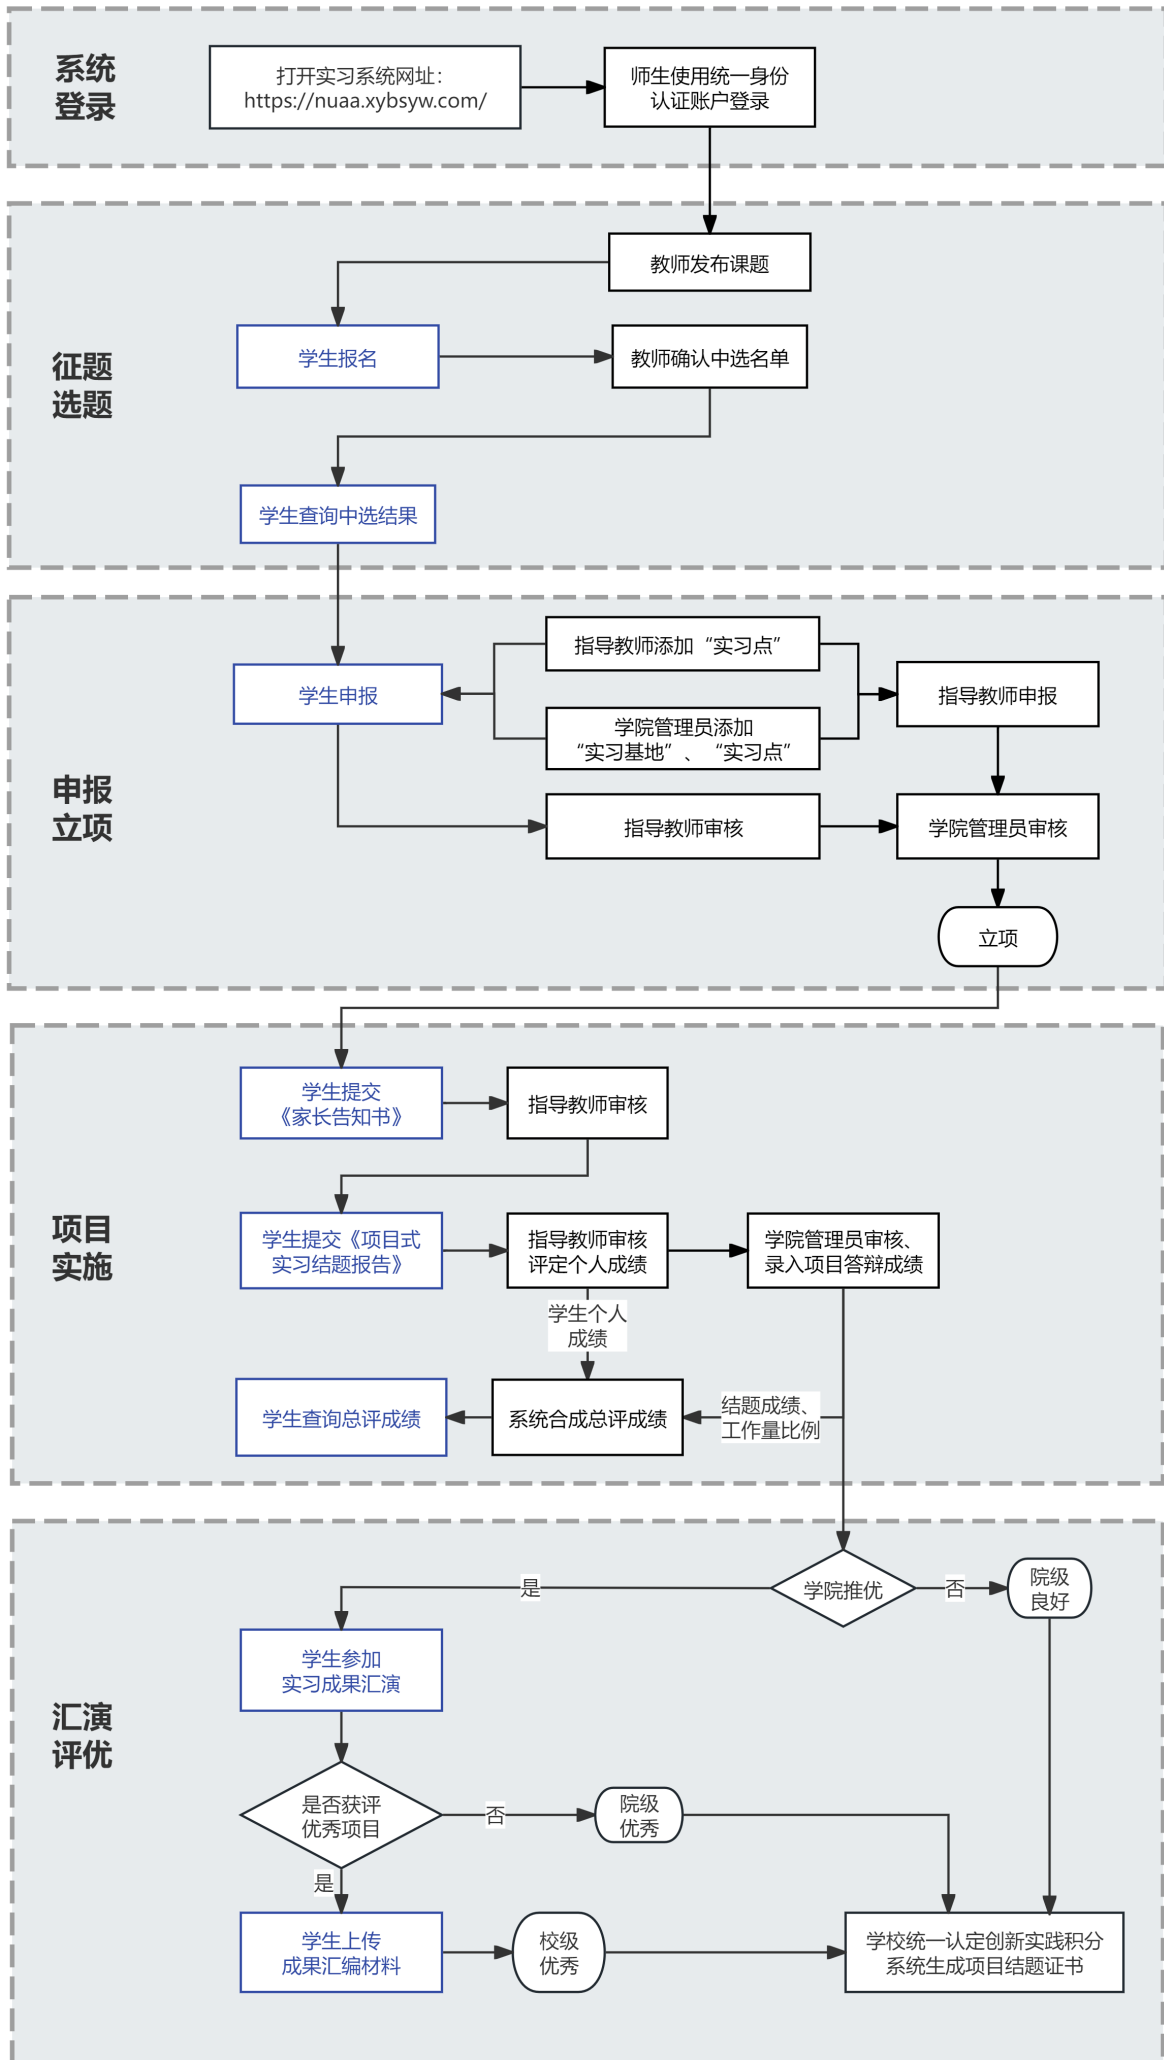 系统
登录
打开实习系统网址：
https://nuaa.xybsyw.com/
师生使用统一身份
认证账户登录
征题
选题
教师发布课题
学生报名
教师确认中选名单
学生查询中选结果
申报
立项
指导教师添加“实习点”
学生申报
指导教师申报
学院管理员添加
“实习基地”、“实习点”
指导教师审核
学院管理员审核
立项
项目
实施
学生提交
《家长告知书》
指导教师审核
学生提交《项目式
实习结题报告》
指导教师审核
评定个人成绩
学院管理员审核、
录入项目答辩成绩
学生个人
成绩
学生查询总评成绩
系统合成总评成绩
结题成绩、
工作量比例
汇演
评优
学院推优
是
否
院级
良好
学生参加
实习成果汇演
是否获评
优秀项目
否
院级
优秀
是
学生上传
成果汇编材料
校级
优秀
学校统一认定创新实践积分
系统生成项目结题证书